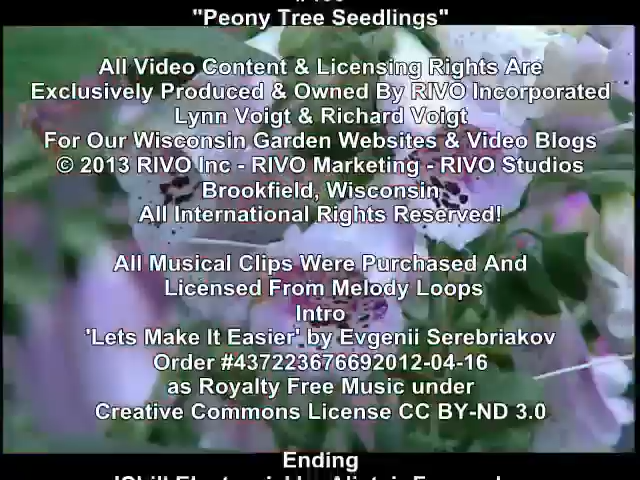 "Peony Tree Seedlings"
All Video Content & Licensing Rights Are
Exclusively Produced & Owned By RIVO Incorporated
Lynn Voigt & Richard Voigt
For Our Wisconsin Garden Websites & Video Blogs
© 2013 RIVO Inc - RIVO Marketing - RIVO Studios
Brookfield, Wisconsin
All International Rights Reserved!
All Musical Clips Were Purchased And
Licensed From Melody Loops
Intro
'Lets Make It Easier' by Evgenii Serebriakov
Order #437223676692012-04-16
as Royalty Free Music under
Creative Commons License CC BY-ND 3.0
Ending